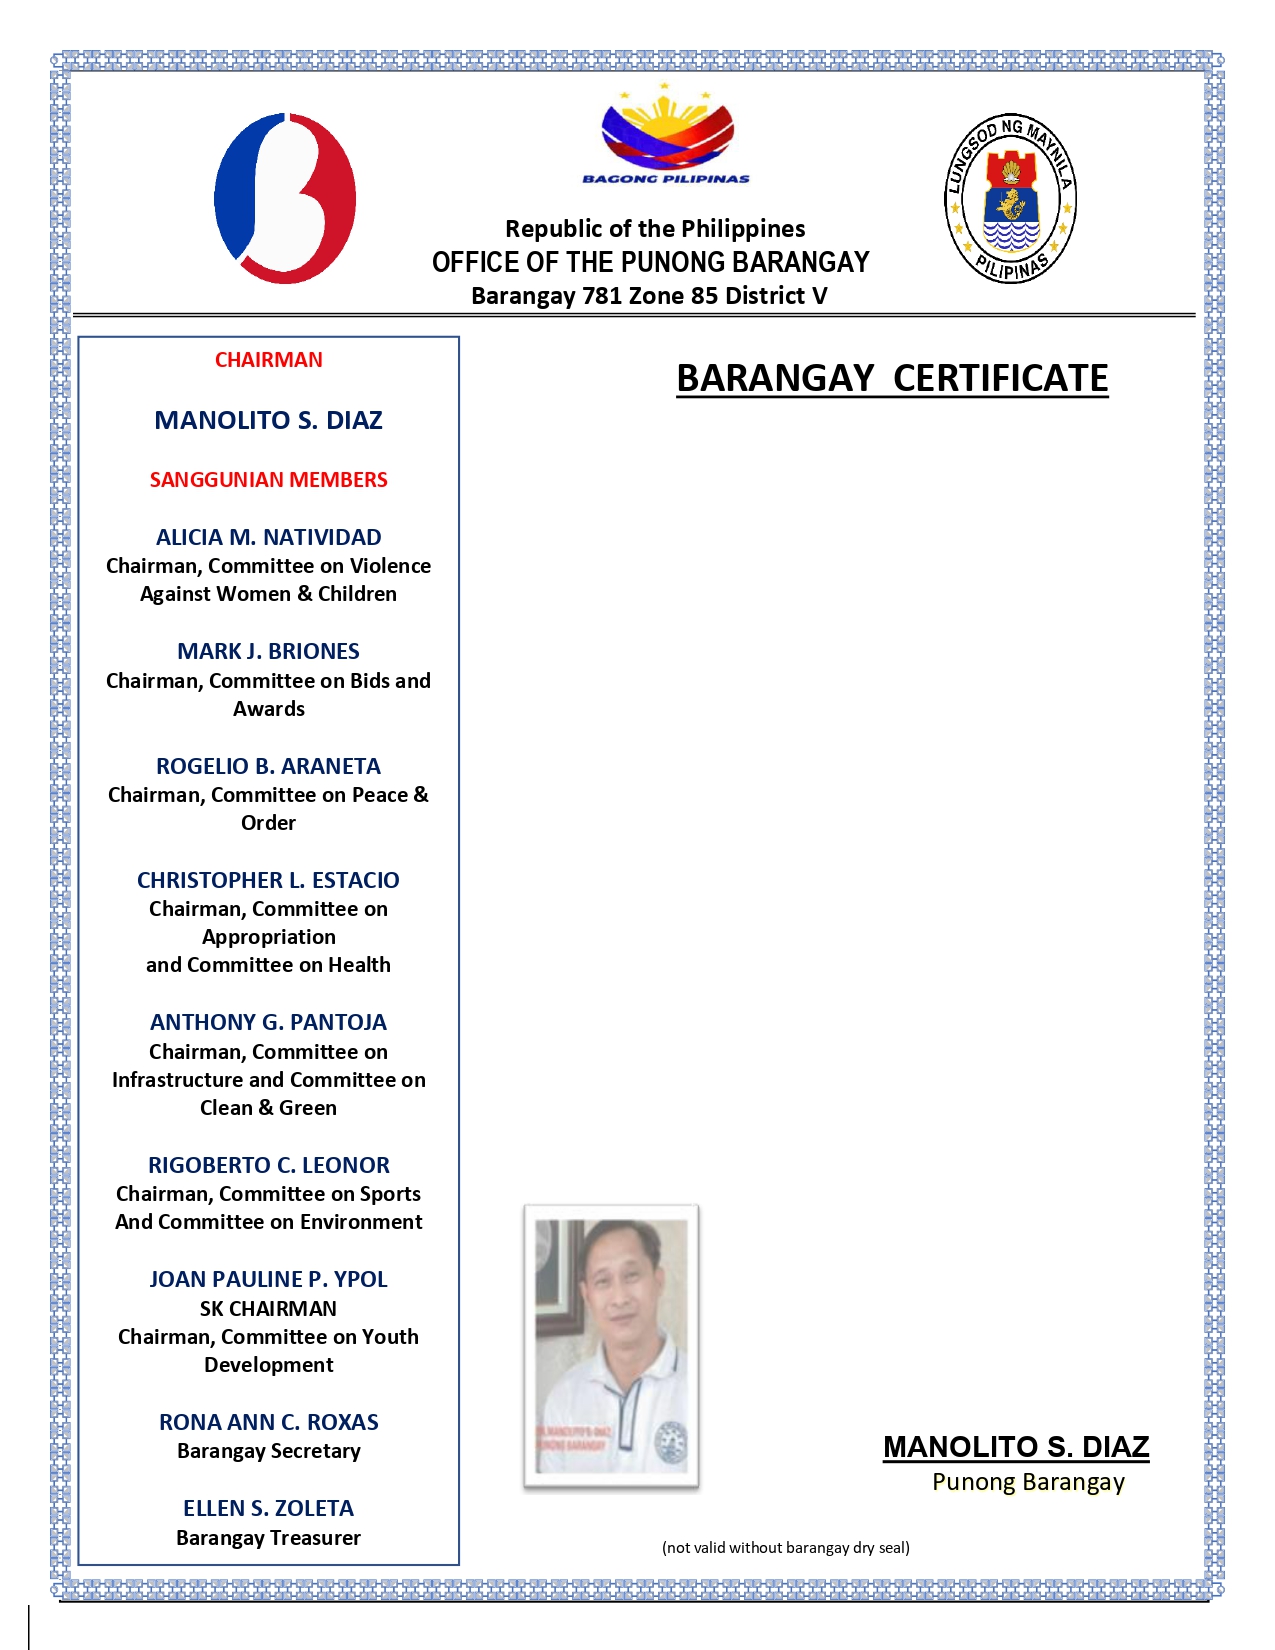 BAGONG PILIPINAS
LUNGSOD NG MAYNILA
PILIPINAS
Republic of the Philippines
OFFICE OF THE PUNONG BARANGAY
Barangay 781 Zone 85 District V
CHAIRMAN
MANOLITO S. DIAZ
SANGGUNIAN MEMBERS
ALICIA M. NATIVIDAD
Chairman, Committee on Violence
Against Women & Children
MARK J. BRIONES
Chairman, Committee on Bids and
Awards
ROGELIO B. ARANETA
Chairman, Committee on Peace &
Order
CHRISTOPHER L. ESTACIO
Chairman, Committee on
Appropriation
and Committee on Health
ANTHONY G. PANTOJA
Chairman, Committee on
Infrastructure and Committee on
Clean & Green
RIGOBERTO C. LEONOR
Chairman, Committee on Sports
And Committee on Environment
JOAN PAULINE P. YPOL
SK CHAIRMAN
Chairman, Committee on Youth
Development
RONA ANN C. ROXAS
Barangay Secretary
ELLEN S. ZOLETA
Barangay Treasurer
BARANGAY CERTIFICATE
MANOLITO S. DIAZ
PUNONG BARANGAY
MANOLITO S. DIAZ
Punong Barangay
(not valid without barangay dry seal)